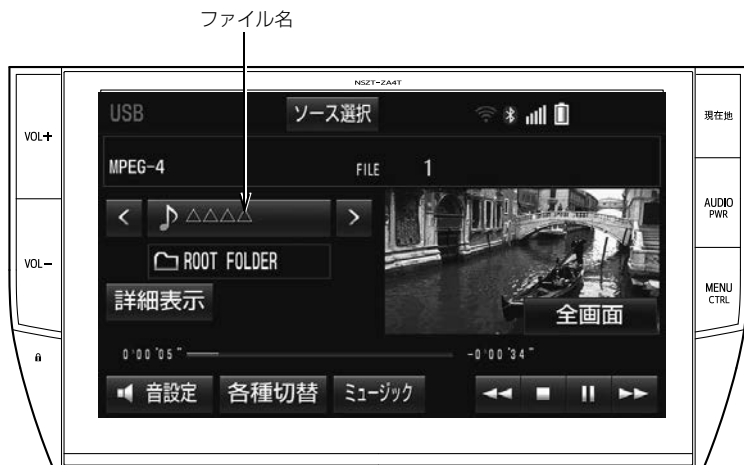 ファイル名
NSZT-ZA4T
USB ソース選択
VOL+
現在地
MPEG-4 FILE 1
△△△△
AUDIO
PWR
ROOT FOLDER
VOL-
詳細表示
全画面
MENU
CTRL
0'00'05" -0'00'34"
音設定 各種切替 ミュージック